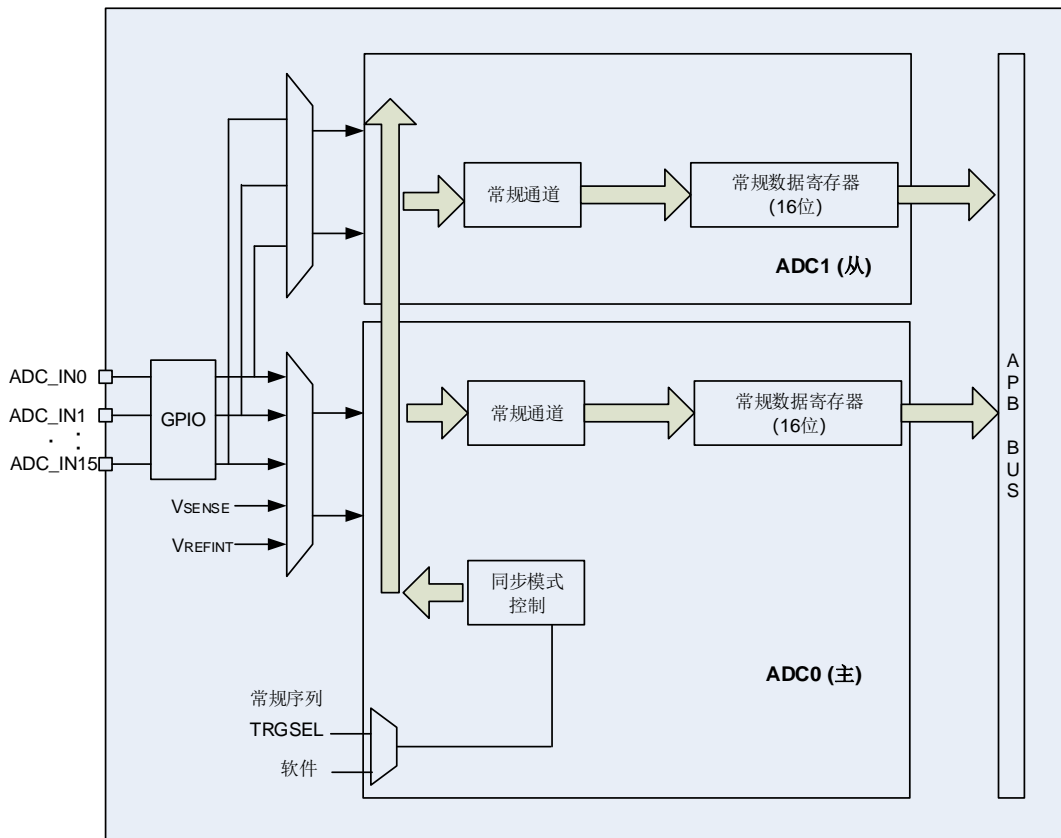 常规通道
常规数据寄存器
(16位)
ADC1 (从)
ADC_IN0
ADC_IN1
ADC_IN15
GPIO
VSENSE
VREFINT
常规通道
常规数据寄存器
(16位)
同步模式
控制
ADC0 (主)
常规序列
TRGSEL
软件
APB BUS